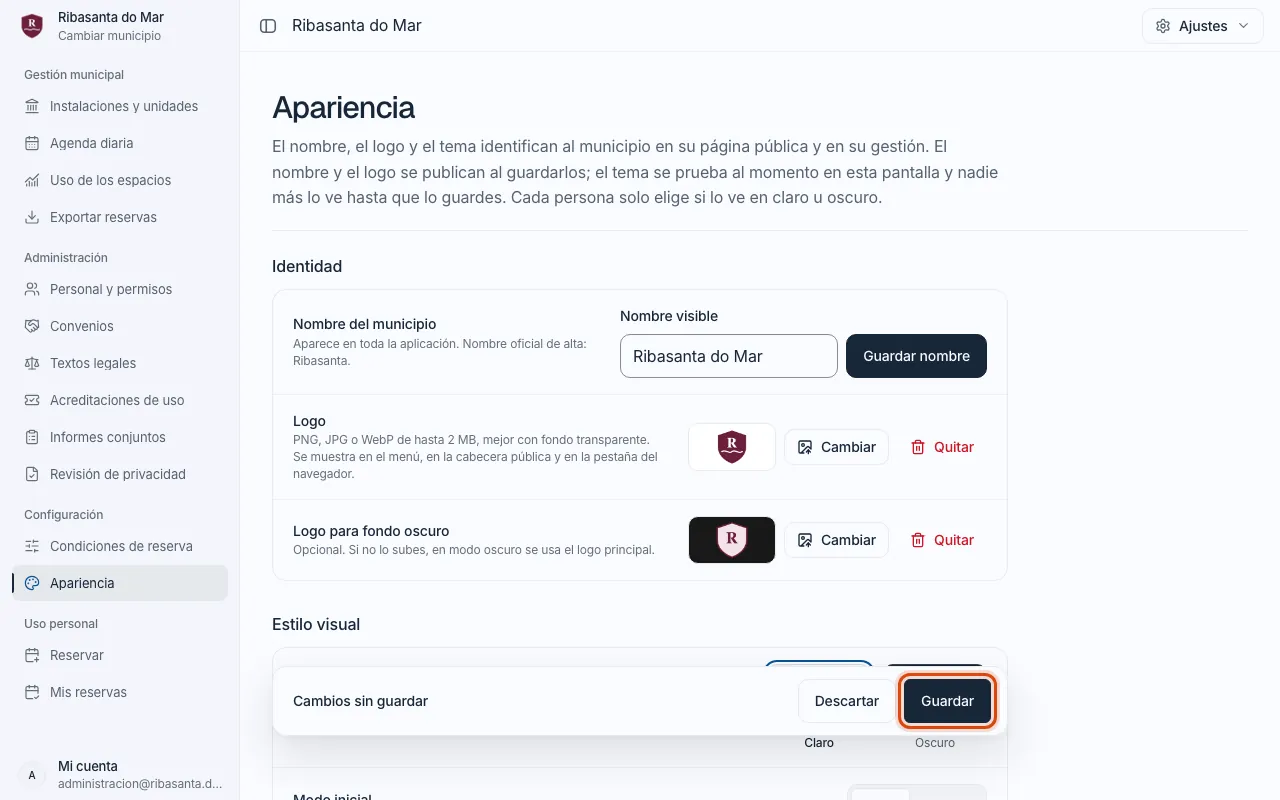 Ribasanta do Mar
Cambiar municipio
Gestión municipal
Instalaciones y unidades
Agenda diaria
Uso de los espacios
Exportar reservas
Administración
Personal y permisos
Convenios
Textos legales
Acreditaciones de uso
Informes conjuntos
Revisión de privacidad
Configuración
Condiciones de reserva
Apariencia
Uso personal
Reservar
Mis reservas
A
Mi cuenta
administracion@ribasanta.d...
Ribasanta do Mar
Ajustes
Apariencia
El nombre, el logo y el tema identifican al municipio en su página pública y en su gestión. El
nombre y el logo se publican al guardarlos; el tema se prueba al momento en esta pantalla y nadie
más lo ve hasta que lo guardes. Cada persona solo elige si lo ve en claro u oscuro.
Identidad
Nombre del municipio
Aparece en toda la aplicación. Nombre oficial de alta:
Ribasanta.
Nombre visible
Ribasanta do Mar
Guardar nombre
Logo
PNG, JPG o WebP de hasta 2 MB, mejor con fondo transparente.
Se muestra en el menú, en la cabecera pública y en la pestaña del
navegador.
R
Cambiar
Quitar
Logo para fondo oscuro
Opcional. Si no lo subes, en modo oscuro se usa el logo principal.
R
Cambiar
Quitar
Estilo visual
Cambios sin guardar
Descartar
Guardar
Claro
Oscuro
Modo inicial